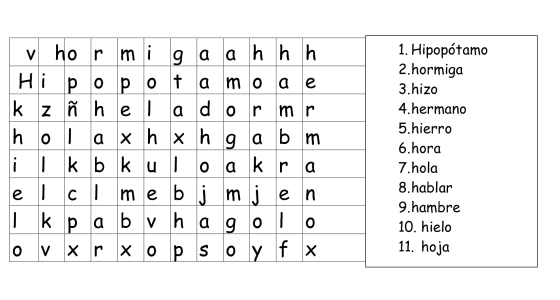 v h o r m i g a a h h h
H i p o p o t a m o a e
k z ñ h e l a d o r m r
h o l a x h x h g a b m
i l k b k u l o a k r a
e l c l m e b j m j e n
l k p a b v h a g o l o
o v x r x o p s o y f x
1. Hipopótamo
2.hormiga
3.hizo
4.hermano
5.hierro
6.hora
7.hola
8.hablar
9.hambre
10. hielo
11. hoja